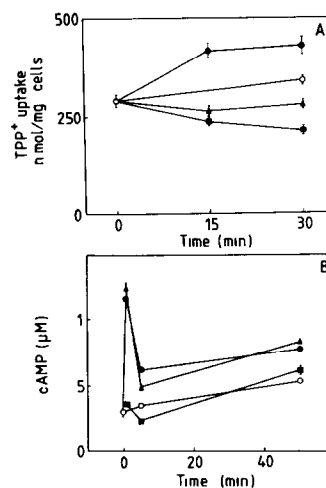 A
500
250
0
TPP+ uptake
n mol/mg cells
0 15 30
Time (min)
B
1
5
0
cAMP (μM)
0 20 40
Time (min)